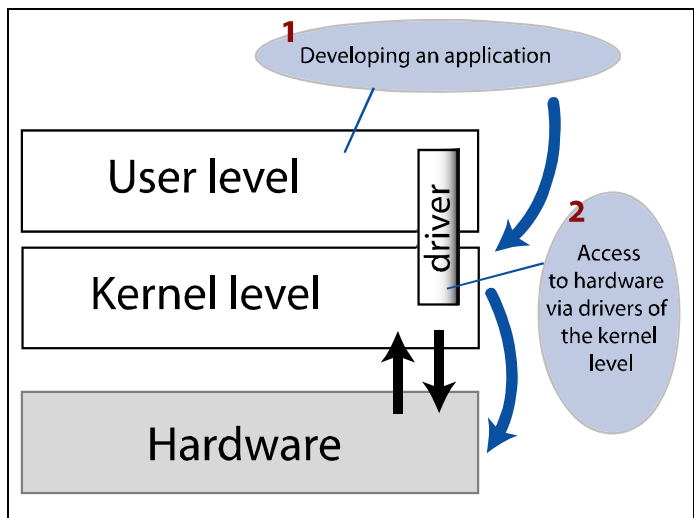 1
Developing an application
User level
driver
2
Access
to hardware
via drivers of
the kernel
level
Kernel level
Hardware